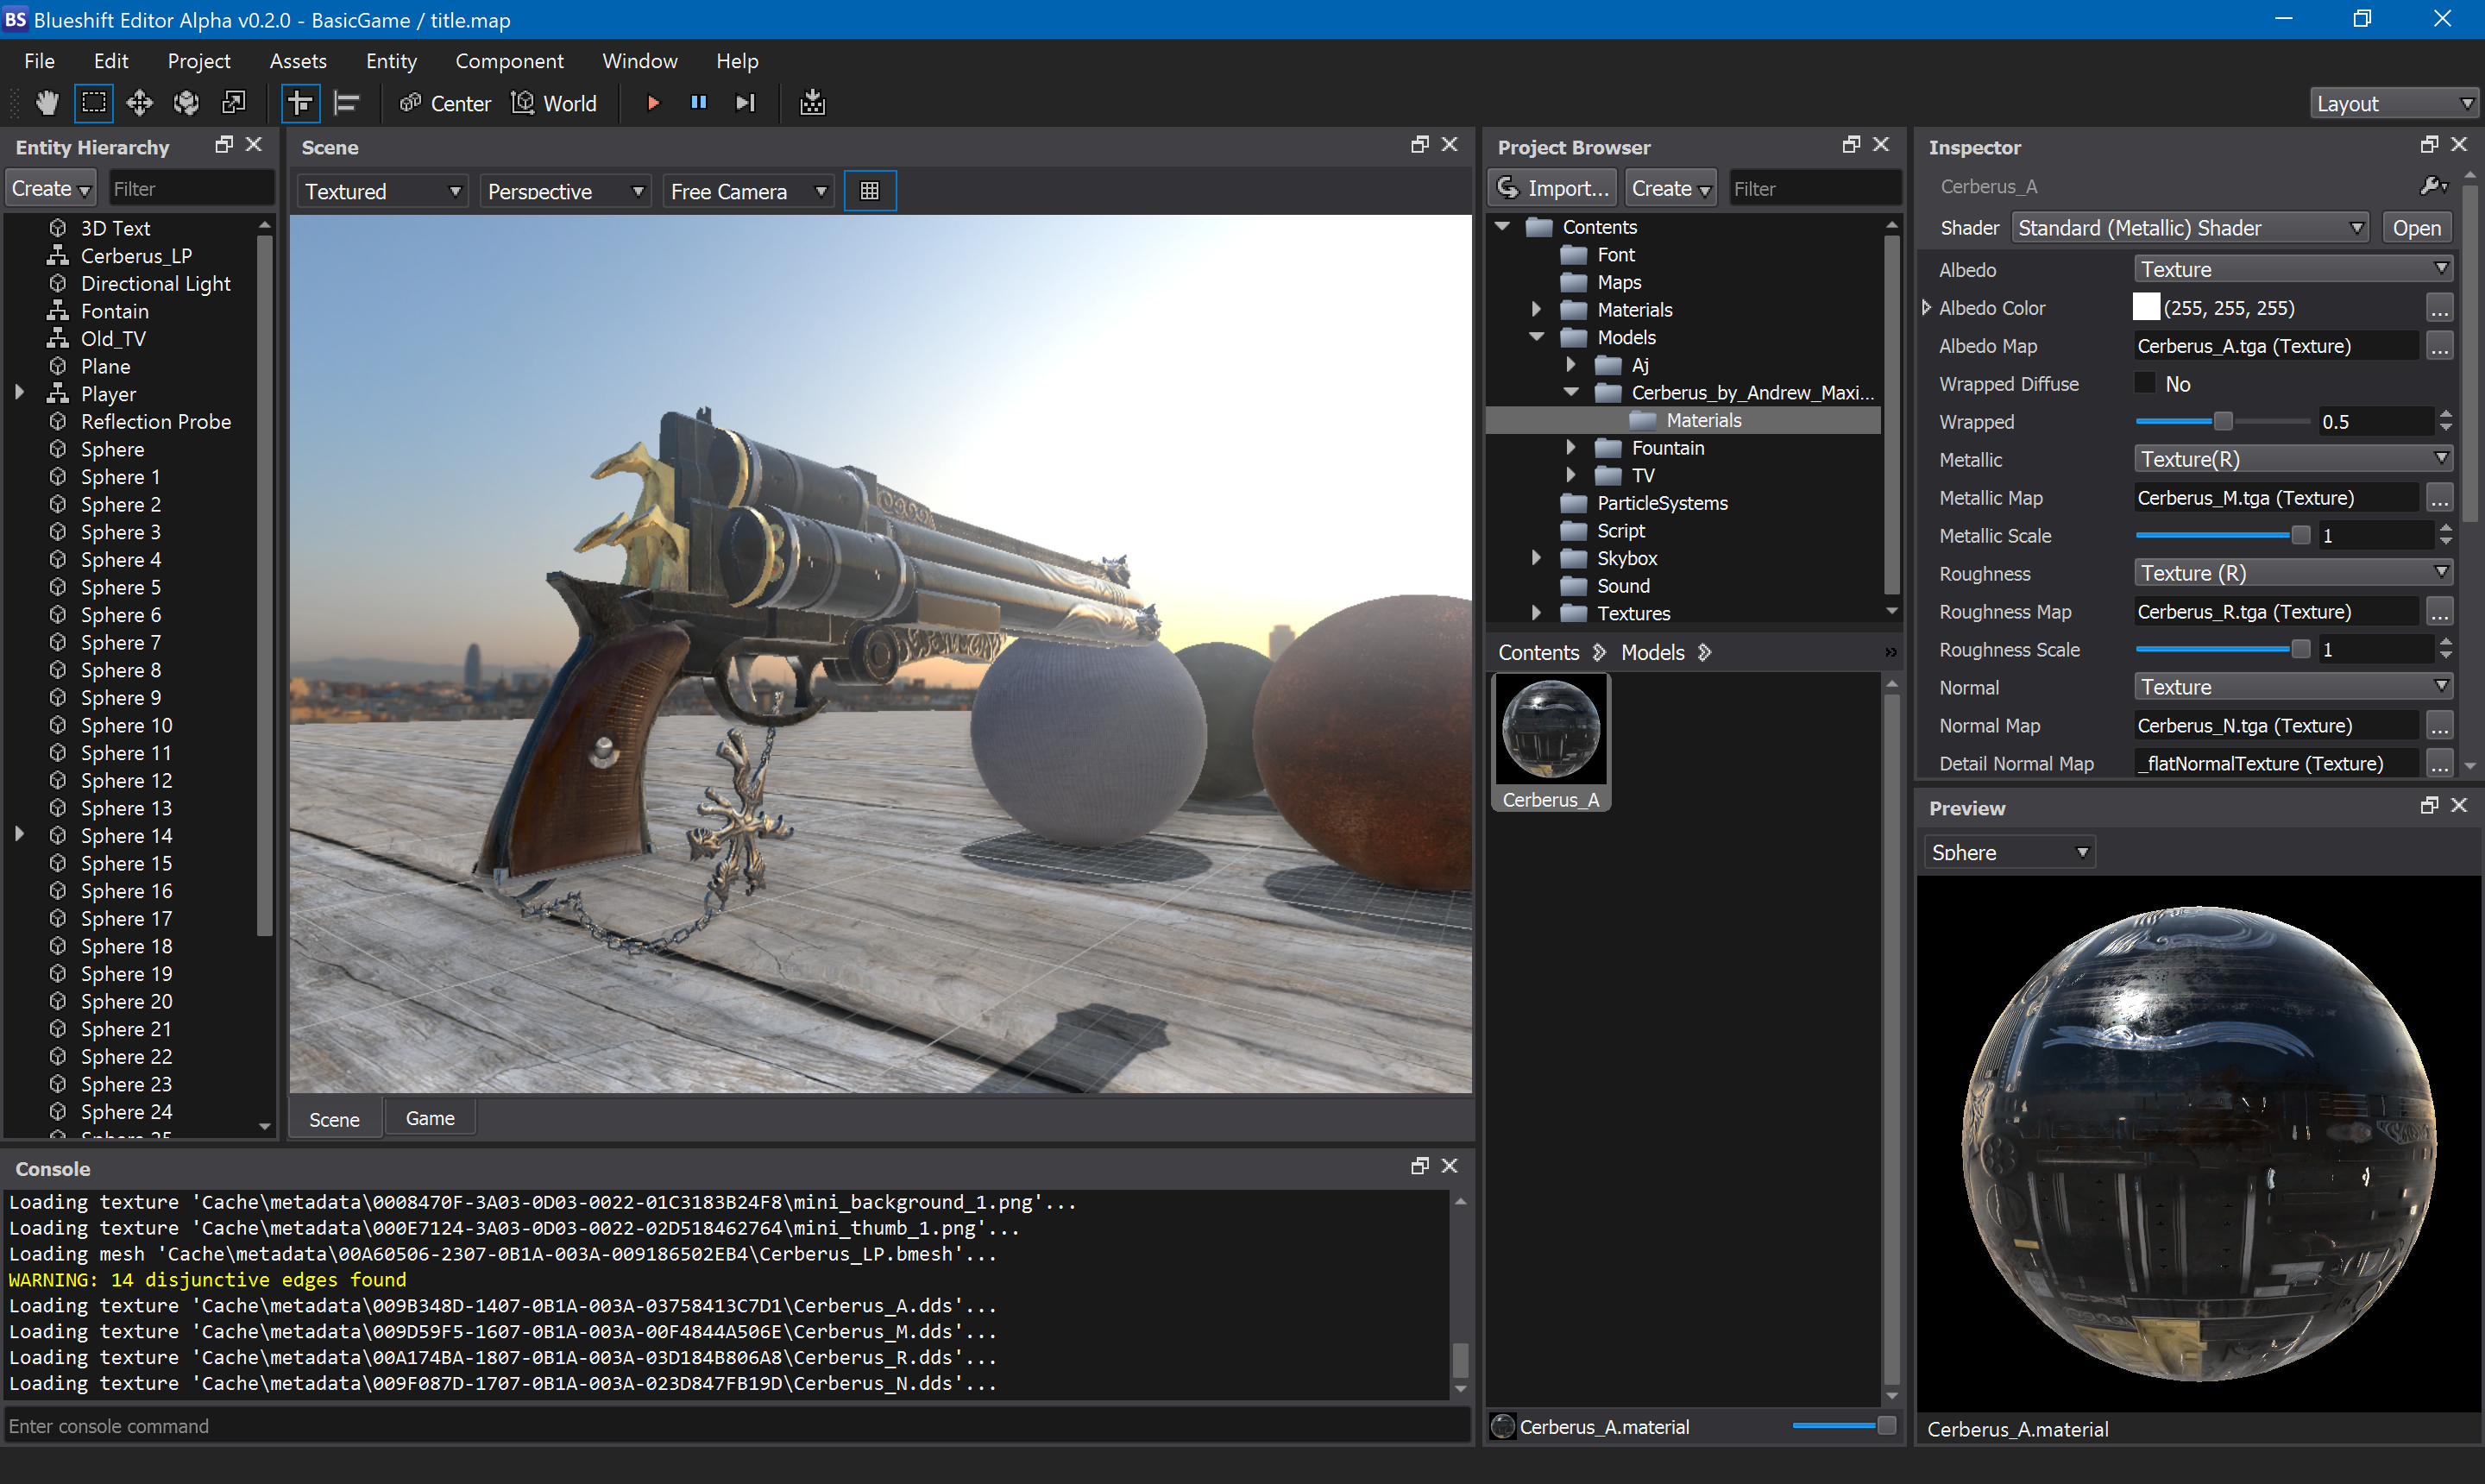 BS Blueshift Editor Alpha v0.2.0 - BasicGame / title.map
File Edit Project Assets Entity Component Window Help
Center World
Layout
Entity Hierarchy
Create Filter
3D Text
Cerberus_LP
Directional Light
Fontain
Old_TV
Plane
Player
Reflection Probe
Sphere
Sphere 1
Sphere 2
Sphere 3
Sphere 4
Sphere 5
Sphere 6
Sphere 7
Sphere 8
Sphere 9
Sphere 10
Sphere 11
Sphere 12
Sphere 13
Sphere 14
Sphere 15
Sphere 16
Sphere 17
Sphere 18
Sphere 19
Sphere 20
Sphere 21
Sphere 22
Sphere 23
Sphere 24
Sphere 25
Scene
Textured Perspective Free Camera
Scene Game
Console
Loading texture 'Cache\metadata\0008470F-3A03-0D03-0022-01C3183B24F8\mini_background_1.png'...
Loading texture 'Cache\metadata\000E7124-3A03-0D03-0022-02D518462764\mini_thumb_1.png'...
Loading mesh 'Cache\metadata\00A60506-2307-0B1A-003A-009186502EB4\Cerberus_LP.bmesh'...
WARNING: 14 disjunctive edges found
Loading texture 'Cache\metadata\009B348D-1407-0B1A-003A-03758413C7D1\Cerberus_A.dds'...
Loading texture 'Cache\metadata\009D59F5-1607-0B1A-003A-00F4844A506E\Cerberus_M.dds'...
Loading texture 'Cache\metadata\00A174BA-1807-0B1A-003A-03D184B806A8\Cerberus_R.dds'...
Loading texture 'Cache\metadata\009F087D-1707-0B1A-003A-023D847FB19D\Cerberus_N.dds'...
Enter console command
Project Browser
Import... Create Filter
Contents
Font
Maps
Materials
Models
Aj
Cerberus_by_Andrew_Maxi...
Materials
Fountain
TV
ParticleSystems
Script
Skybox
Sound
Textures
Contents Models
Cerberus_A
Cerberus_A.material
Inspector
Cerberus_A
Shader Standard (Metallic) Shader Open
Albedo Texture
Albedo Color (255, 255, 255) ...
Albedo Map Cerberus_A.tga (Texture) ...
Wrapped Diffuse No
Wrapped 0.5
Metallic Texture(R)
Metallic Map Cerberus_M.tga (Texture) ...
Metallic Scale 1
Roughness Texture (R)
Roughness Map Cerberus_R.tga (Texture) ...
Roughness Scale 1
Normal Texture
Normal Map Cerberus_N.tga (Texture) ...
Detail Normal Map _flatNormalTexture (Texture) ...
Preview
Sphere
Cerberus_A.material